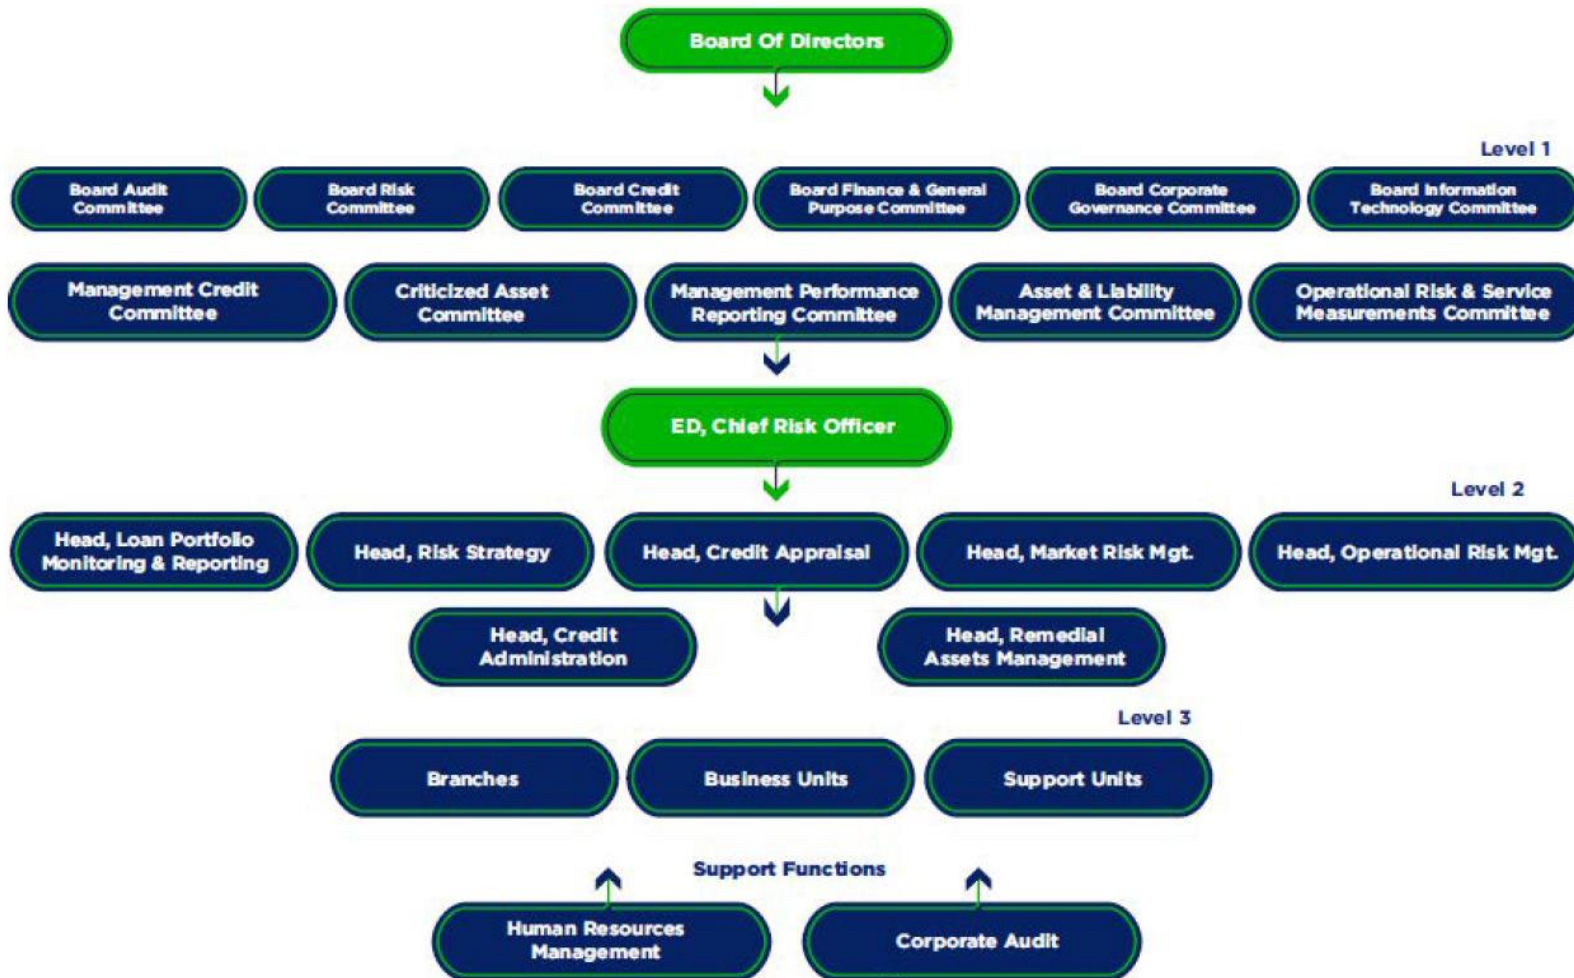 Board Of Directors
Level 1
Board Audit
Committee
Board Risk
Committee
Board Credit
Committee
Board Finance & General
Purpose Committee
Board Corporate
Governance Committee
Board Information
Technology Committee
Management Credit
Committee
Criticized Asset
Committee
Management Performance
Reporting Committee
Asset & Liability
Management Committee
Operational Risk & Service
Measurements Committee
ED, Chief Risk Officer
Level 2
Head, Loan Portfolio
Monitoring & Reporting
Head, Risk Strategy
Head, Credit Appraisal
Head, Market Risk Mgt.
Head, Operational Risk Mgt.
Head, Credit
Administration
Head, Remedial
Assets Management
Level 3
Branches
Business Units
Support Units
Support Functions
Human Resources
Management
Corporate Audit